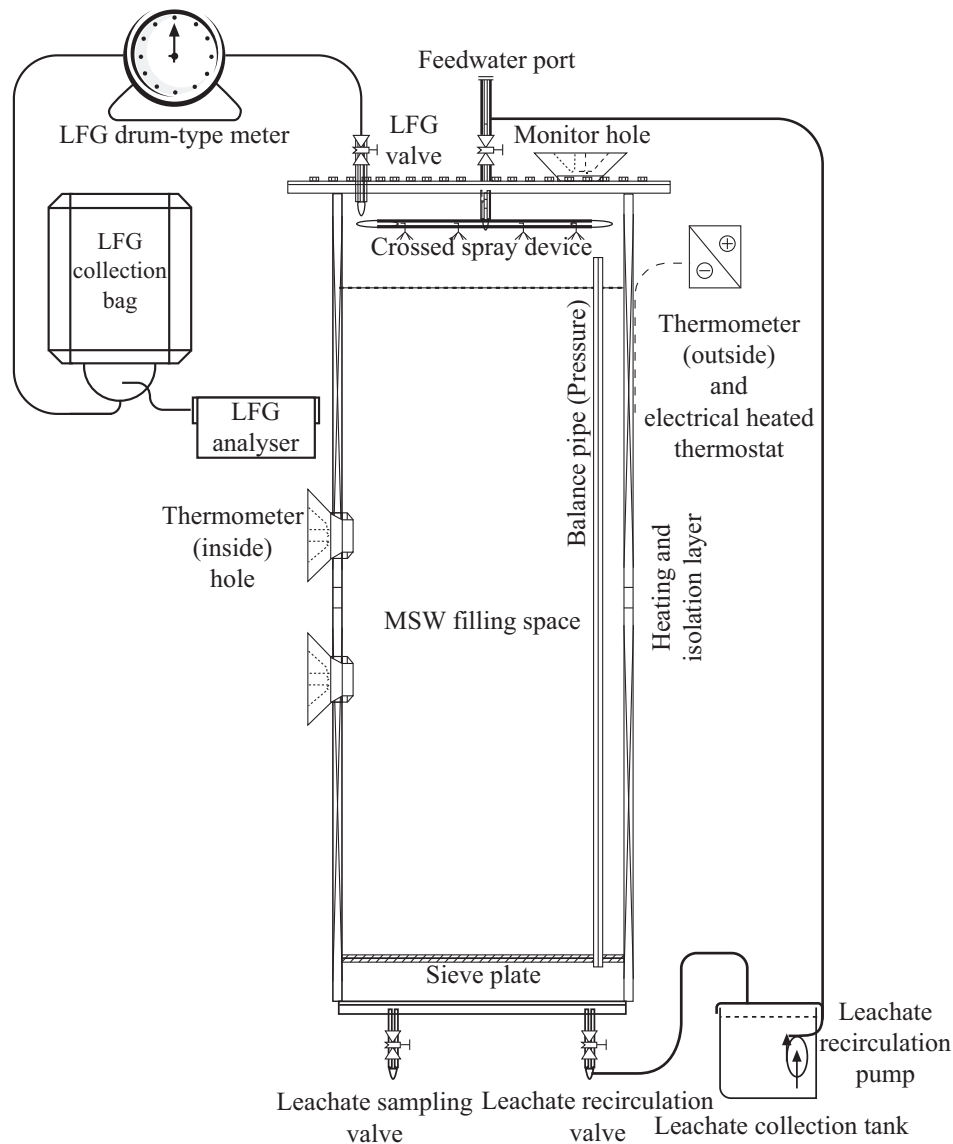 Feedwater port
LFG drum-type meter
LFG
valve
Monitor hole
LFG
collection
bag
Crossed spray device
Thermometer
(outside)
and
electrical heated
thermostat
LFG
analyser
Balance pipe (Pressure)
Thermometer
(inside)
hole
Heating and
isolation layer
MSW filling space
Sieve plate
Leachate
recirculation
pump
Leachate sampling
valve
Leachate recirculation
valve
Leachate collection tank